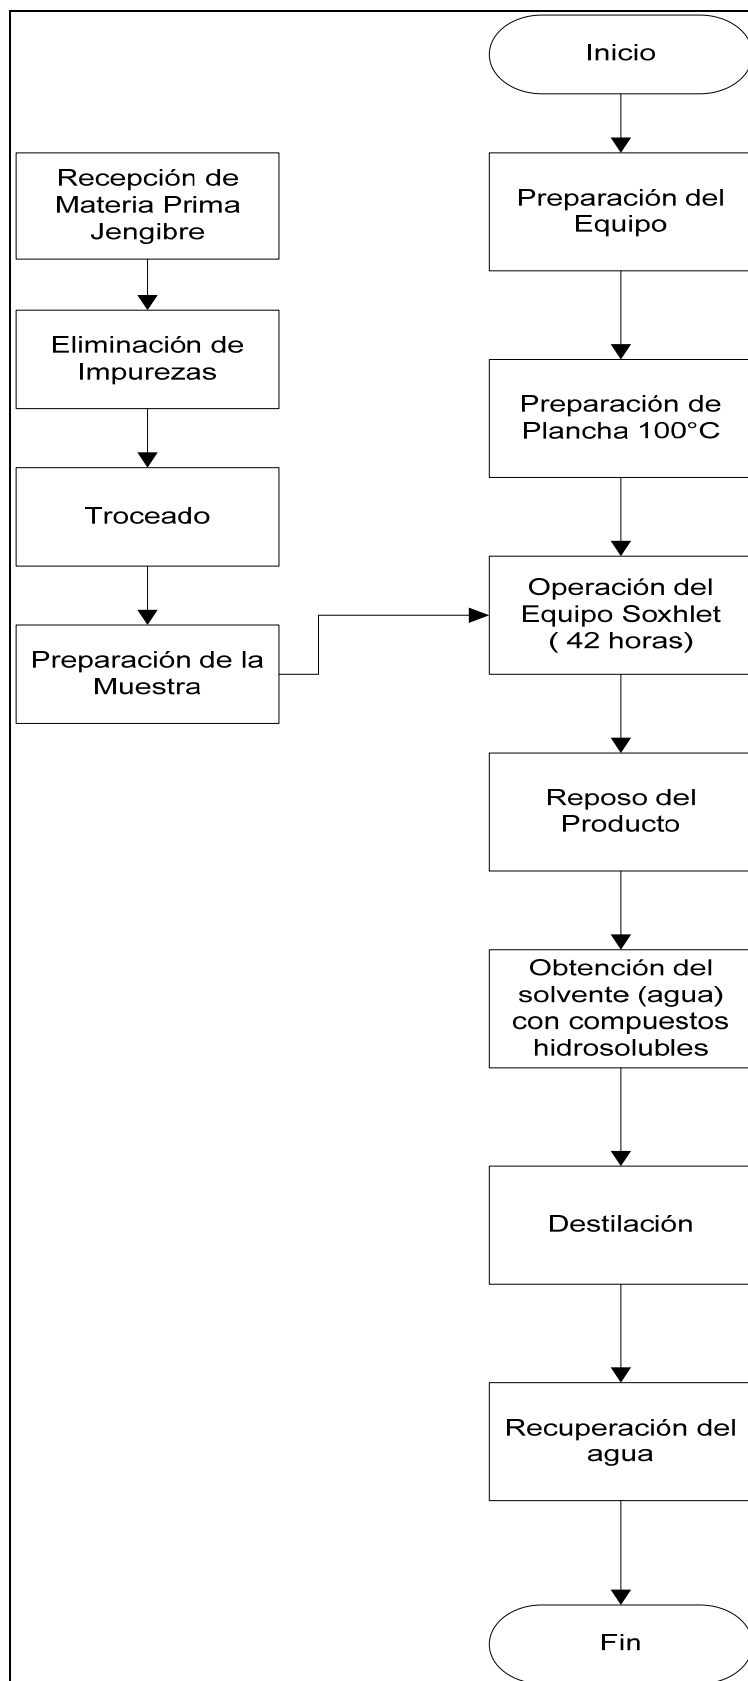 Inicio
Recepción de
Materia Prima
Jengibre
Preparación del
Equipo
Eliminación de
Impurezas
Preparación de
Plancha 100°C
Troceado
Operación del
Equipo Soxhlet
( 42 horas)
Preparación de la
Muestra
Reposo del
Producto
Obtención del
solvente (agua)
con compuestos
hidrosolubles
Destilación
Recuperación del
agua
Fin